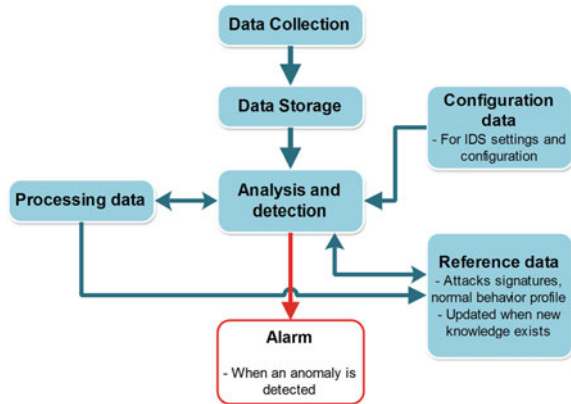 Data Collection
Data Storage
Configuration
data
- For IDS settings and
configuration
Analysis and
detection
Processing data
Reference data
- Attacks signatures,
normal behavior profile
- Updated when new
knowledge exists
Alarm
- When an anomaly is
detected